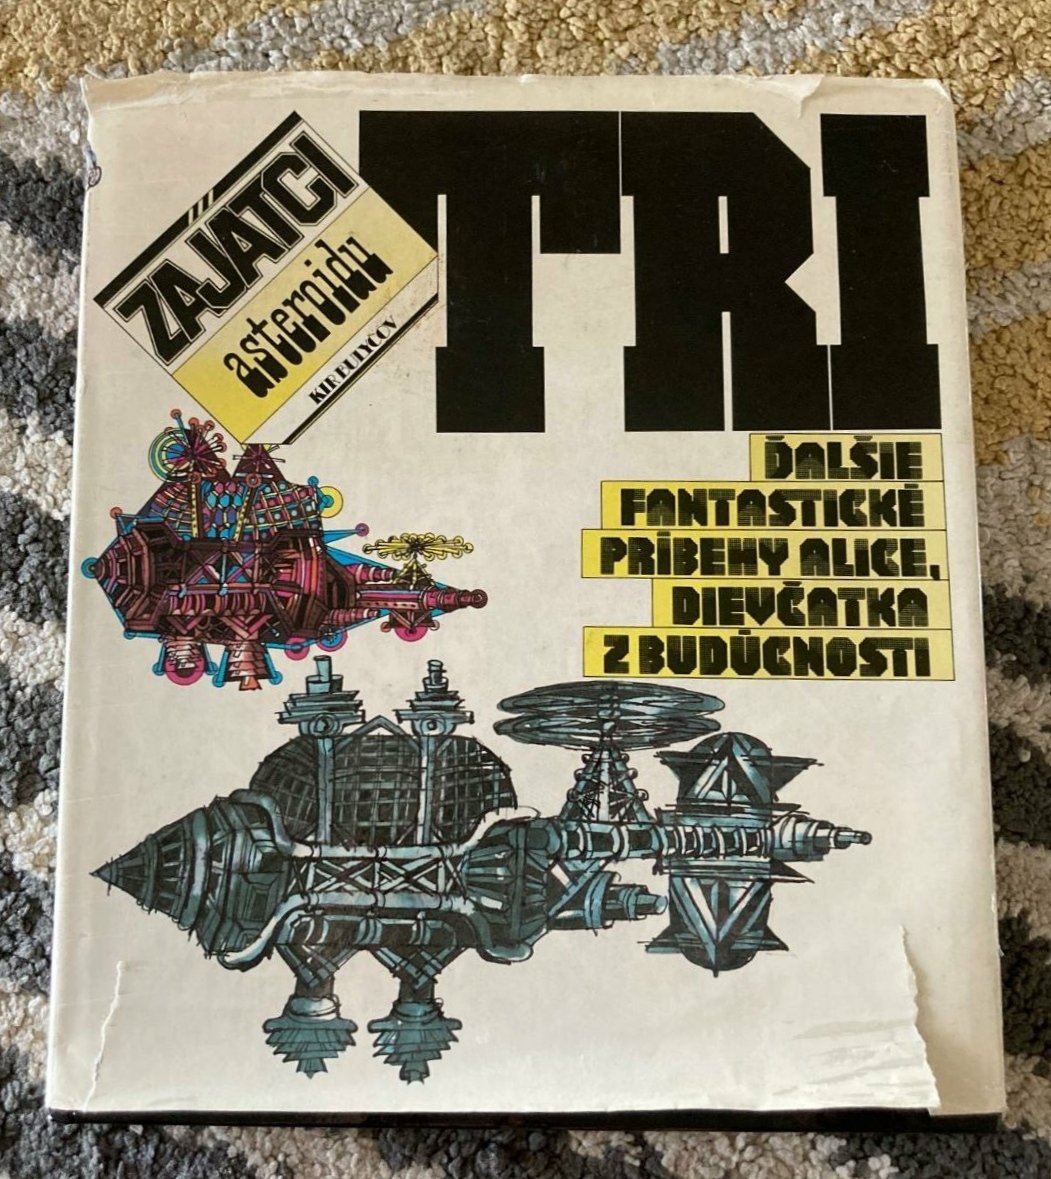 ZAJATCI
asteroidu
KIR BULYČOV
TRI
ĎALŠIE
FANTASTICKÉ
PRÍBEHY ALICE,
DIEVČATKA
Z BUDÚCNOSTI